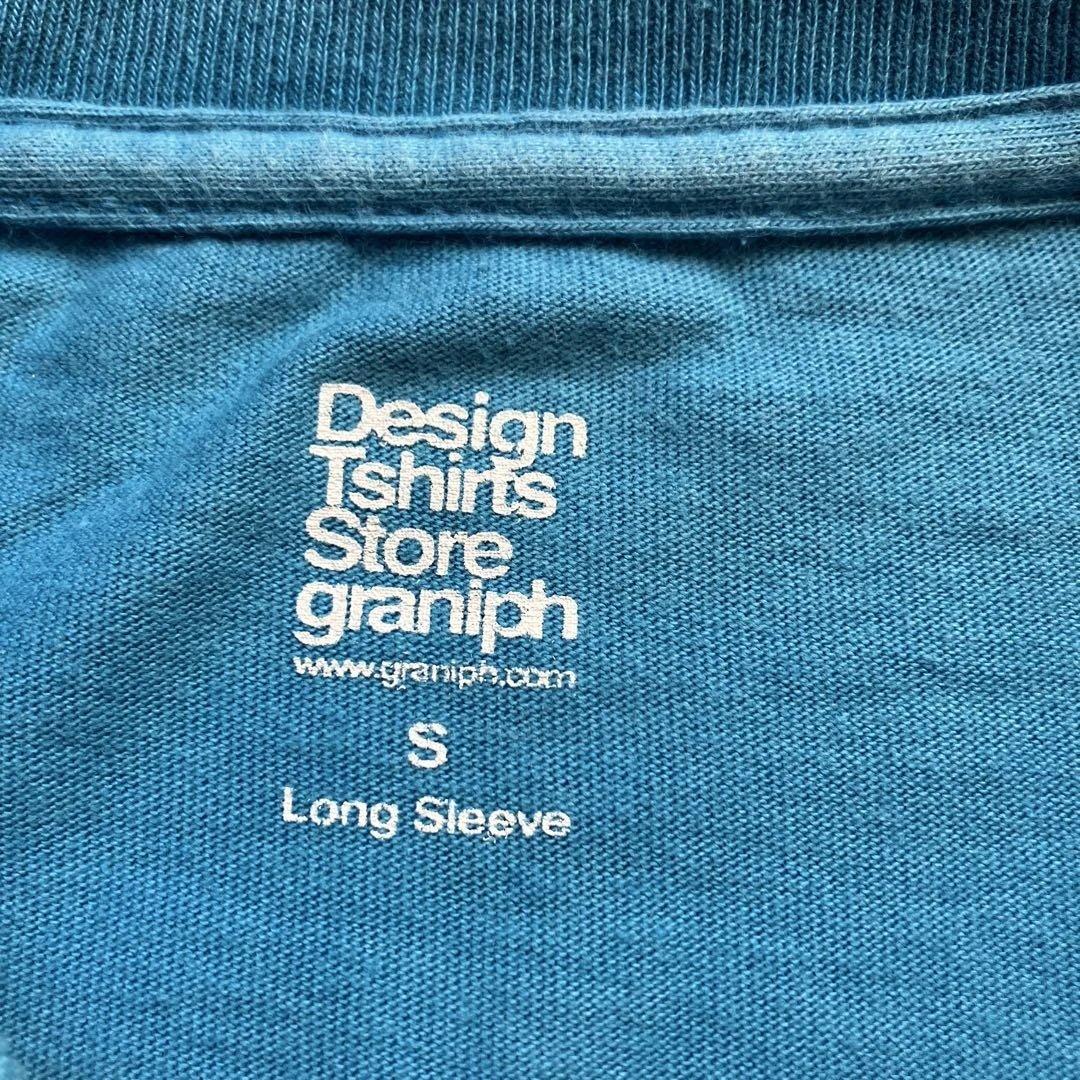 Design
Tshirts
Store
graniph
www.graniph.com
S
Long Sleeve